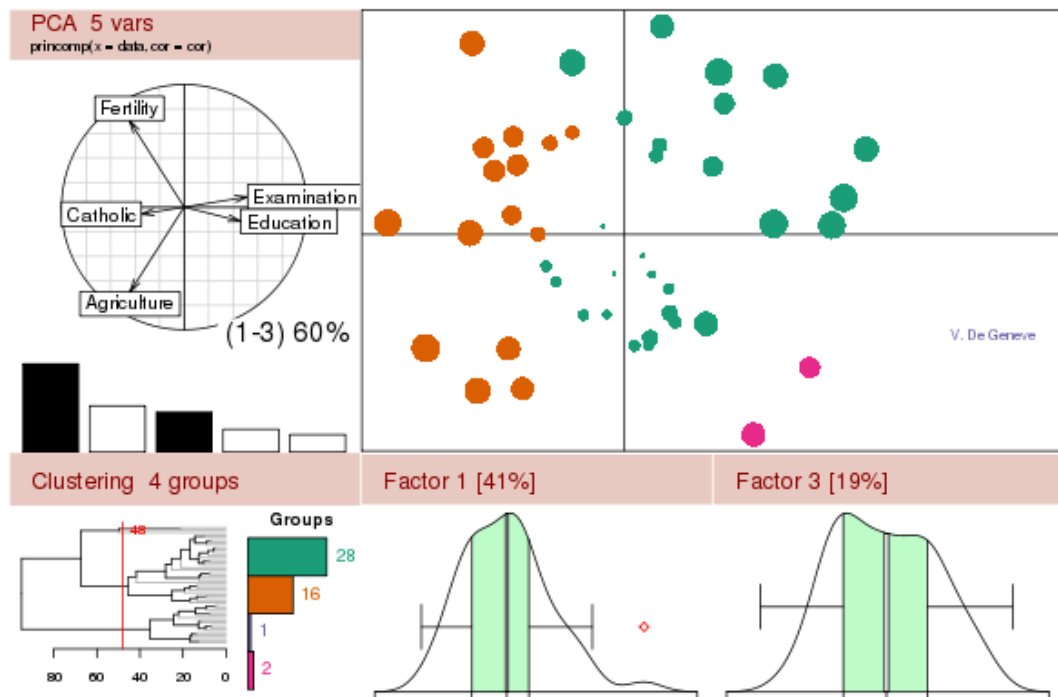 PCA 5 vars
princomp(x = data, cor = cor)
Fertility
Examination
Catholic
Education
Agriculture
(1-3) 60%
V. De Geneve
Clustering 4 groups
Factor 1 [41%]
Factor 3 [19%]
48
Groups
28
16
1
2
80 60 40 20 0